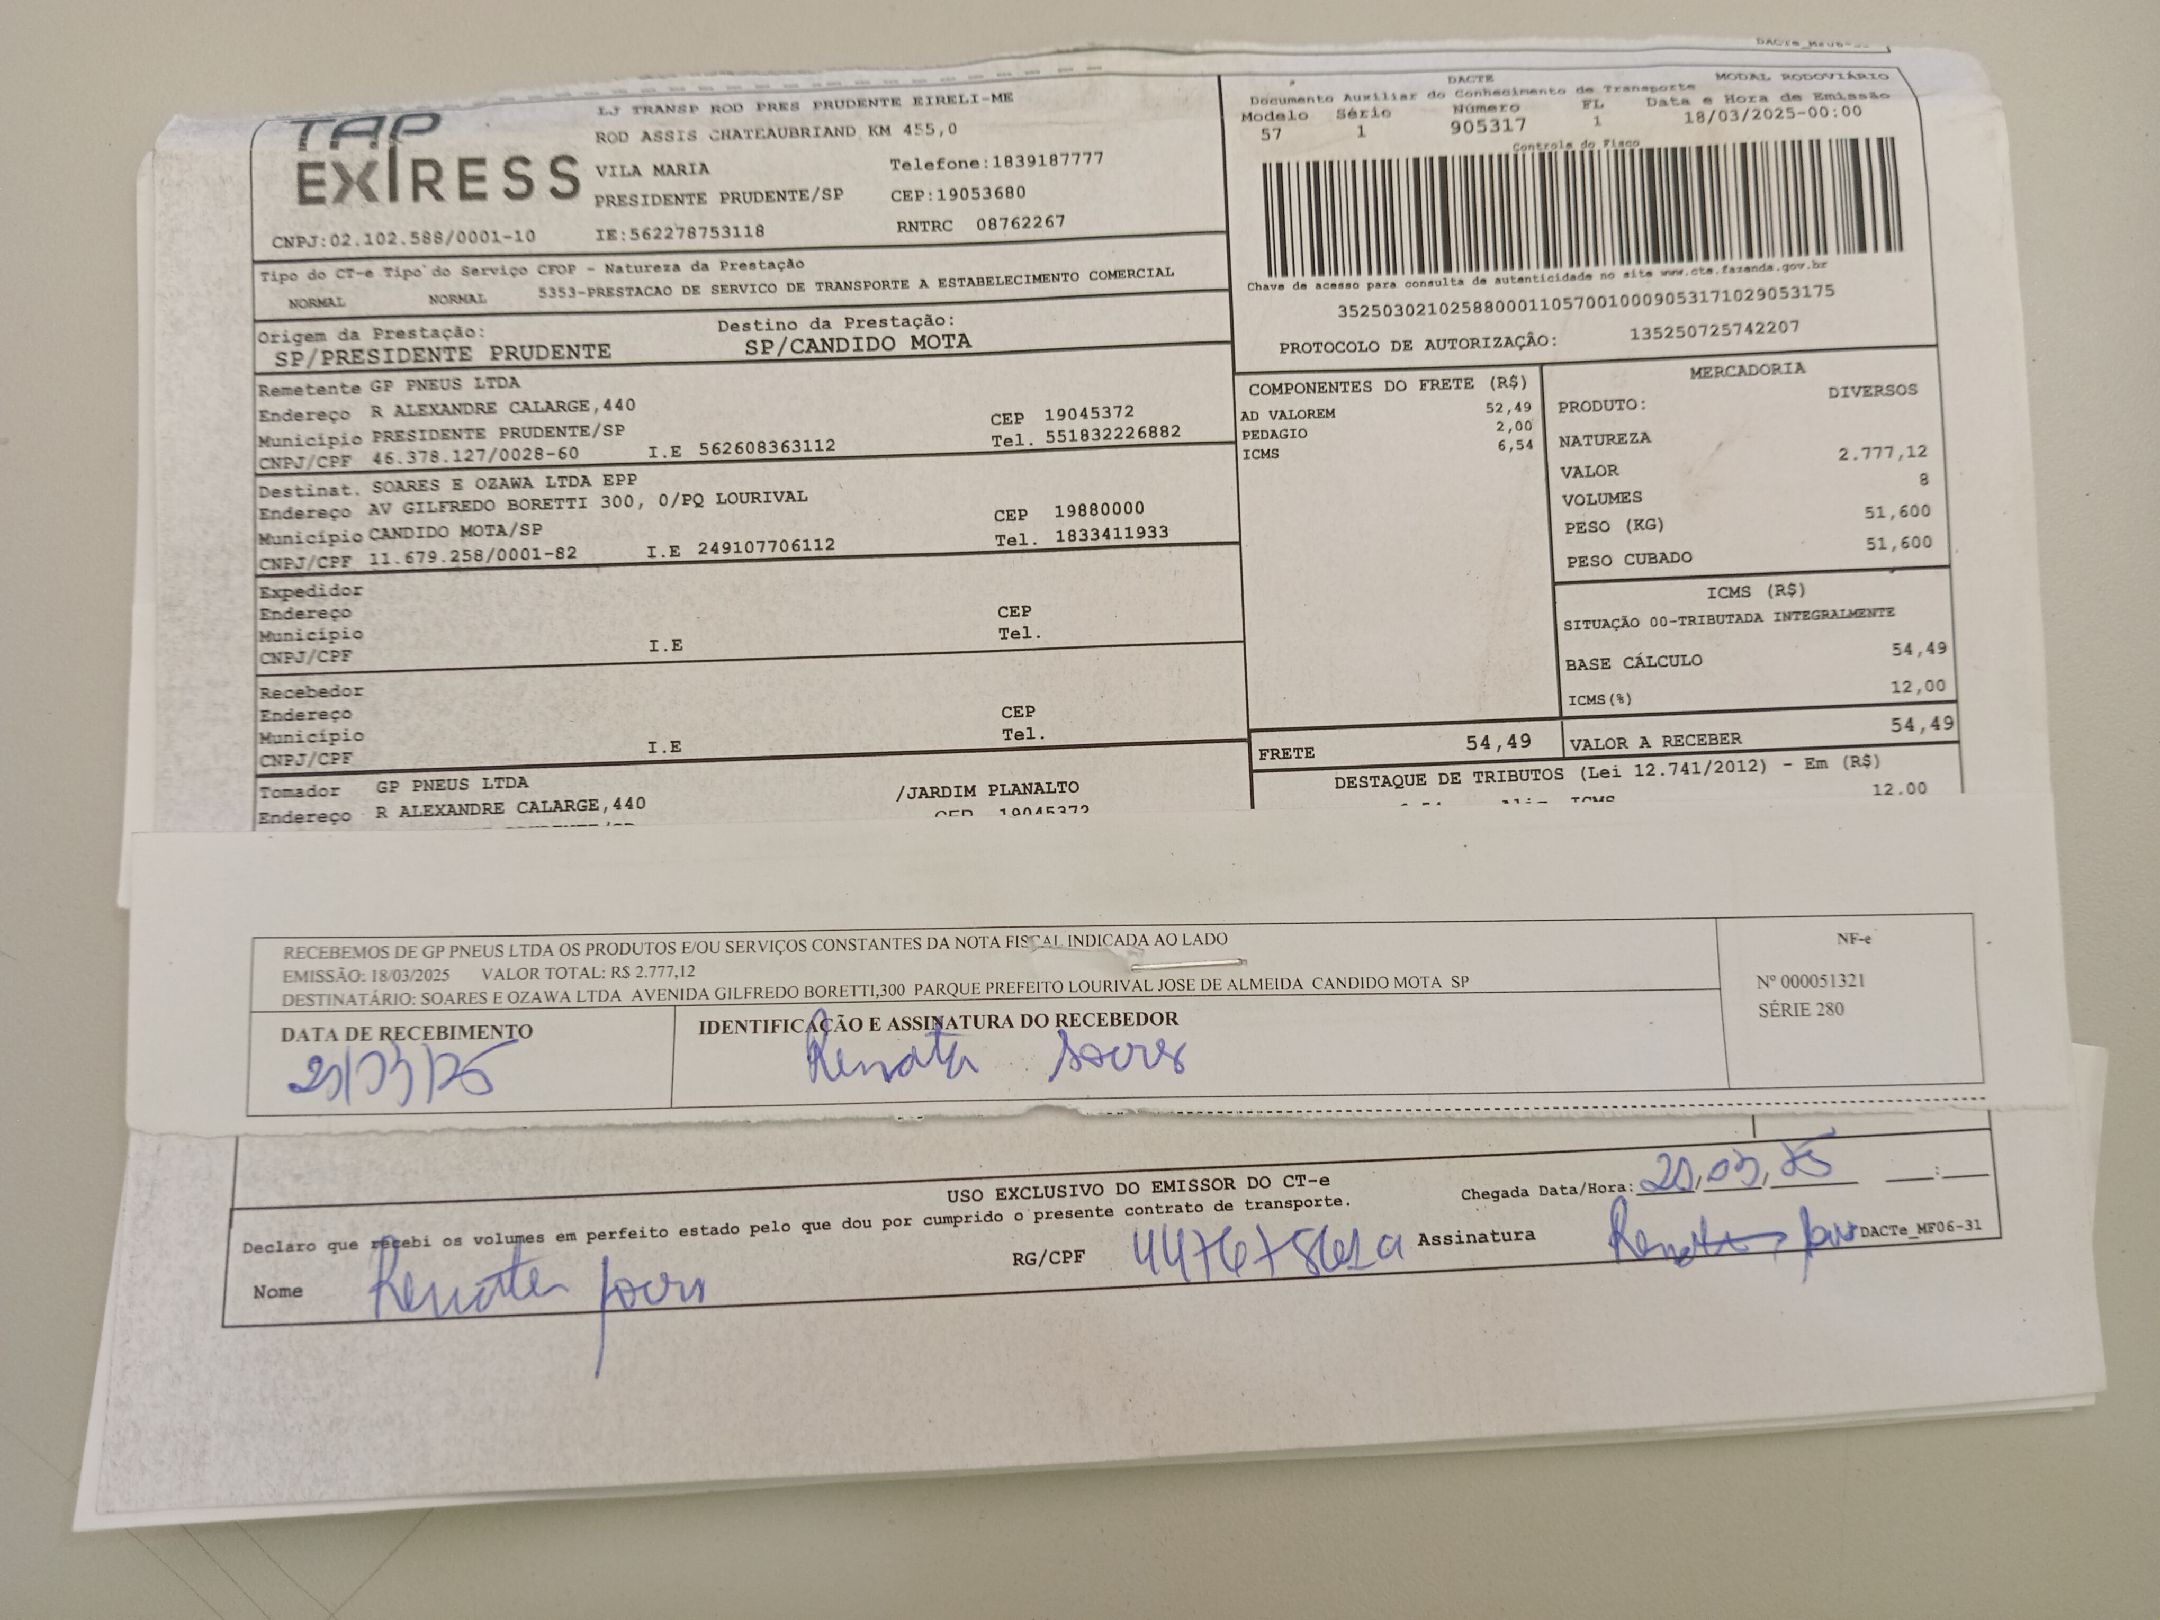 TAP
EXPRESS
LJ TRANSP ROD PRES PRUDENTE EIRELI-ME
ROD ASSIS CHATEAUBRIAND KM 455,0
VILA MARIA Telefone:1839187777
PRESIDENTE PRUDENTE/SP CEP:19053680
CNPJ:02.102.588/0001-10 IE:562278753118 RNTRC 08762267
DACTE MODAL RODOVIÁRIO
Documento Auxiliar do Conhecimento de Transporte
Modelo Série Número FL Data e Hora de Emissão
57 1 905317 1 18/03/2025-00:00
Controle do Fisco
Chave de acesso para consulta de autenticidade no site www.cte.fazenda.gov.br
35250302102588000110570010009053171029053175
PROTOCOLO DE AUTORIZAÇÃO: 135250725742207
Tipo do CT-e Tipo do Serviço CFOP - Natureza da Prestação
NORMAL NORMAL 5353-PRESTACAO DE SERVICO DE TRANSPORTE A ESTABELECIMENTO COMERCIAL
Origem da Prestação: Destino da Prestação:
SP/PRESIDENTE PRUDENTE SP/CANDIDO MOTA
Remetente GP PNEUS LTDA
Endereço R ALEXANDRE CALARGE,440 CEP 19045372
Município PRESIDENTE PRUDENTE/SP Tel. 551832226882
CNPJ/CPF 46.378.127/0028-60 I.E 562608363112
Destinat. SOARES E OZAWA LTDA EPP
Endereço AV GILFREDO BORETTI 300, 0/PQ LOURIVAL
Município CANDIDO MOTA/SP CEP 19880000
CNPJ/CPF 11.679.258/0001-82 I.E 249107706112 Tel. 1833411933
Expedidor
Endereço CEP
Município Tel.
CNPJ/CPF I.E
Recebedor
Endereço CEP
Município Tel.
CNPJ/CPF I.E
Tomador GP PNEUS LTDA /JARDIM PLANALTO
Endereço R ALEXANDRE CALARGE,440 CEP 19045372
COMPONENTES DO FRETE (R$)
AD VALOREM 52,49
PEDAGIO 2,00
ICMS 6,54
MERCADORIA
PRODUTO: DIVERSOS
NATUREZA
VALOR 2.777,12
VOLUMES 8
PESO (KG) 51,600
PESO CUBADO 51,600
ICMS (R$)
SITUAÇÃO 00-TRIBUTADA INTEGRALMENTE
BASE CÁLCULO 54,49
ICMS(%) 12,00
FRETE 54,49 VALOR A RECEBER 54,49
DESTAQUE DE TRIBUTOS (Lei 12.741/2012) - Em (R$)
ICMS 12.00
RECEBEMOS DE GP PNEUS LTDA OS PRODUTOS E/OU SERVIÇOS CONSTANTES DA NOTA FISCAL INDICADA AO LADO
EMISSÃO: 18/03/2025 VALOR TOTAL: R$ 2.777,12
DESTINATÁRIO: SOARES E OZAWA LTDA AVENIDA GILFREDO BORETTI,300 PARQUE PREFEITO LOURIVAL JOSE DE ALMEIDA CANDIDO MOTA SP
NF-e
Nº 000051321
SÉRIE 280
DATA DE RECEBIMENTO IDENTIFICAÇÃO E ASSINATURA DO RECEBEDOR
Renata
USO EXCLUSIVO DO EMISSOR DO CT-e
Chegada Data/Hora:
Declaro que recebi os volumes em perfeito estado pelo que dou por cumprido o presente contrato de transporte.
Nome Renata RG/CPF Assinatura Renata
DACTe_MF06-31